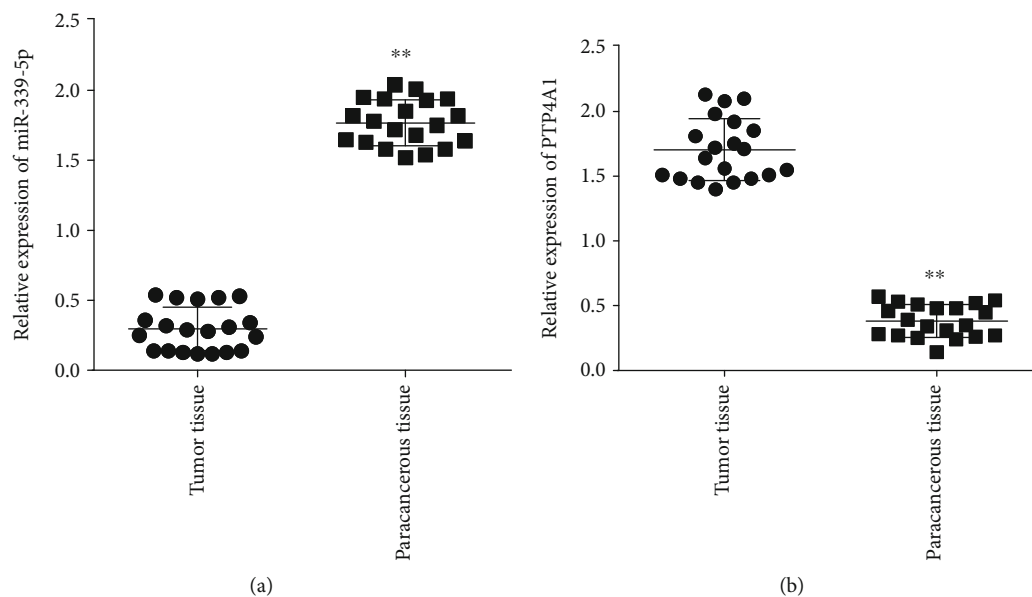 Relative expression of miR-339-5p
2.5
2.0
1.5
1.0
0.5
0.0
**
Tumor tissue
Paracancerous tissue
(a)
Relative expression of PTP4A1
2.5
2.0
1.5
1.0
0.5
0.0
**
Tumor tissue
Paracancerous tissue
(b)